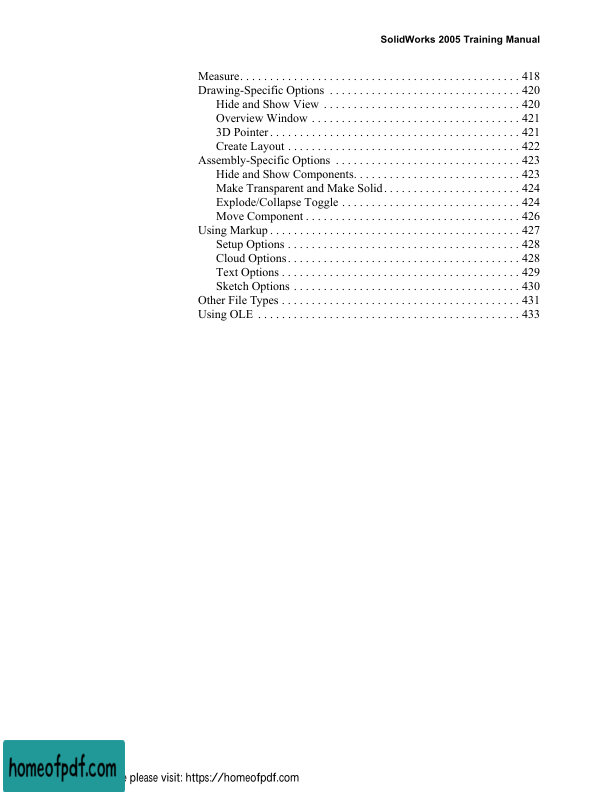 SolidWorks 2005 Training Manual
Measure. . . . . . . . . . . . . . . . . . . . . . . . . . . . . . . . . . . . . . . . . . . . . . . 418
Drawing-Specific Options . . . . . . . . . . . . . . . . . . . . . . . . . . . . . . . . 420
Hide and Show View . . . . . . . . . . . . . . . . . . . . . . . . . . . . . . . . . 420
Overview Window . . . . . . . . . . . . . . . . . . . . . . . . . . . . . . . . . . . 421
3D Pointer . . . . . . . . . . . . . . . . . . . . . . . . . . . . . . . . . . . . . . . . . . 421
Create Layout . . . . . . . . . . . . . . . . . . . . . . . . . . . . . . . . . . . . . . . 422
Assembly-Specific Options . . . . . . . . . . . . . . . . . . . . . . . . . . . . . . . 423
Hide and Show Components. . . . . . . . . . . . . . . . . . . . . . . . . . . . 423
Make Transparent and Make Solid . . . . . . . . . . . . . . . . . . . . . . . 424
Explode/Collapse Toggle . . . . . . . . . . . . . . . . . . . . . . . . . . . . . . 424
Move Component . . . . . . . . . . . . . . . . . . . . . . . . . . . . . . . . . . . . 426
Using Markup . . . . . . . . . . . . . . . . . . . . . . . . . . . . . . . . . . . . . . . . . . 427
Setup Options . . . . . . . . . . . . . . . . . . . . . . . . . . . . . . . . . . . . . . . 428
Cloud Options. . . . . . . . . . . . . . . . . . . . . . . . . . . . . . . . . . . . . . . 428
Text Options . . . . . . . . . . . . . . . . . . . . . . . . . . . . . . . . . . . . . . . . 429
Sketch Options . . . . . . . . . . . . . . . . . . . . . . . . . . . . . . . . . . . . . . 430
Other File Types . . . . . . . . . . . . . . . . . . . . . . . . . . . . . . . . . . . . . . . . 431
Using OLE . . . . . . . . . . . . . . . . . . . . . . . . . . . . . . . . . . . . . . . . . . . . 433
homeofpdf.com
please visit: https://homeofpdf.com